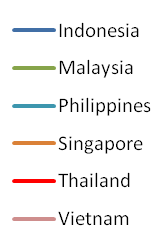 Indonesia
Malaysia
Philippines
Singapore
Thailand
Vietnam